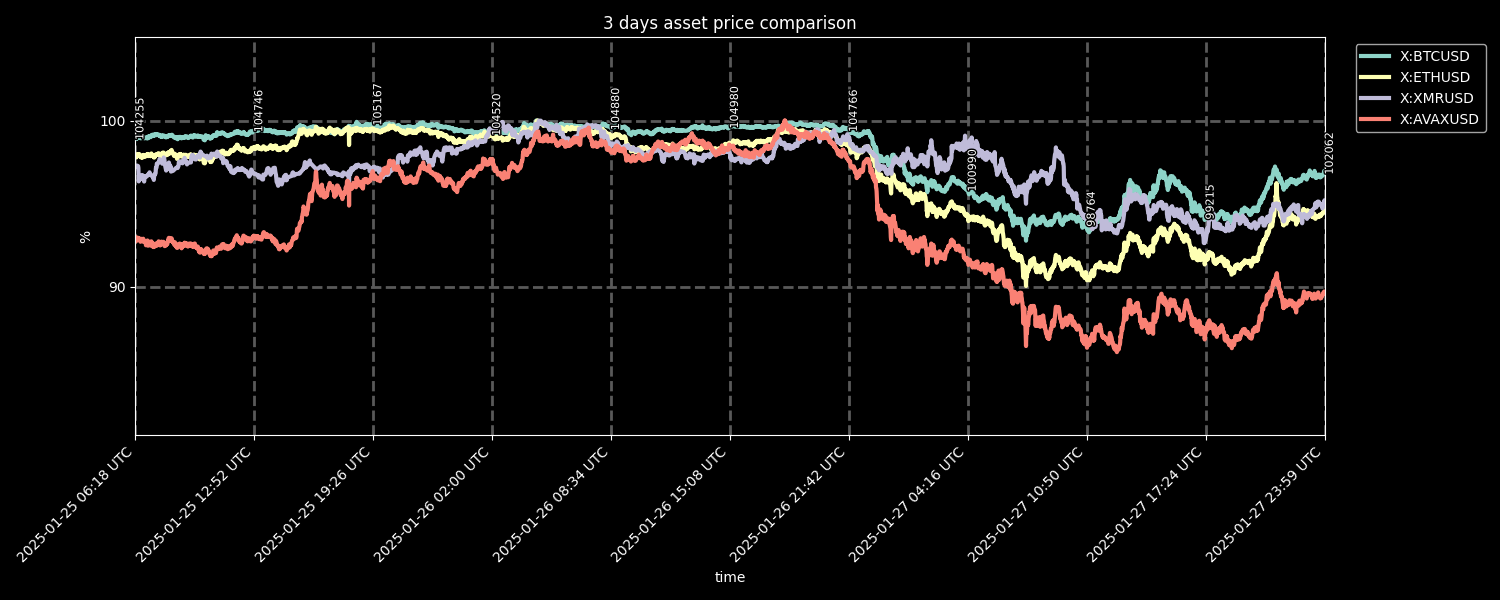 3 days asset price comparison
X:BTCUSD
X:ETHUSD
X:XMRUSD
X:AVAXUSD
100
90
%
104255
104746
105167
104520
104880
104980
104766
100990
98764
99215
102062
2025-01-25 06:18 UTC
2025-01-25 12:52 UTC
2025-01-25 19:26 UTC
2025-01-26 02:00 UTC
2025-01-26 08:34 UTC
2025-01-26 15:08 UTC
2025-01-26 21:42 UTC
2025-01-27 04:16 UTC
2025-01-27 10:50 UTC
2025-01-27 17:24 UTC
2025-01-27 23:59 UTC
time